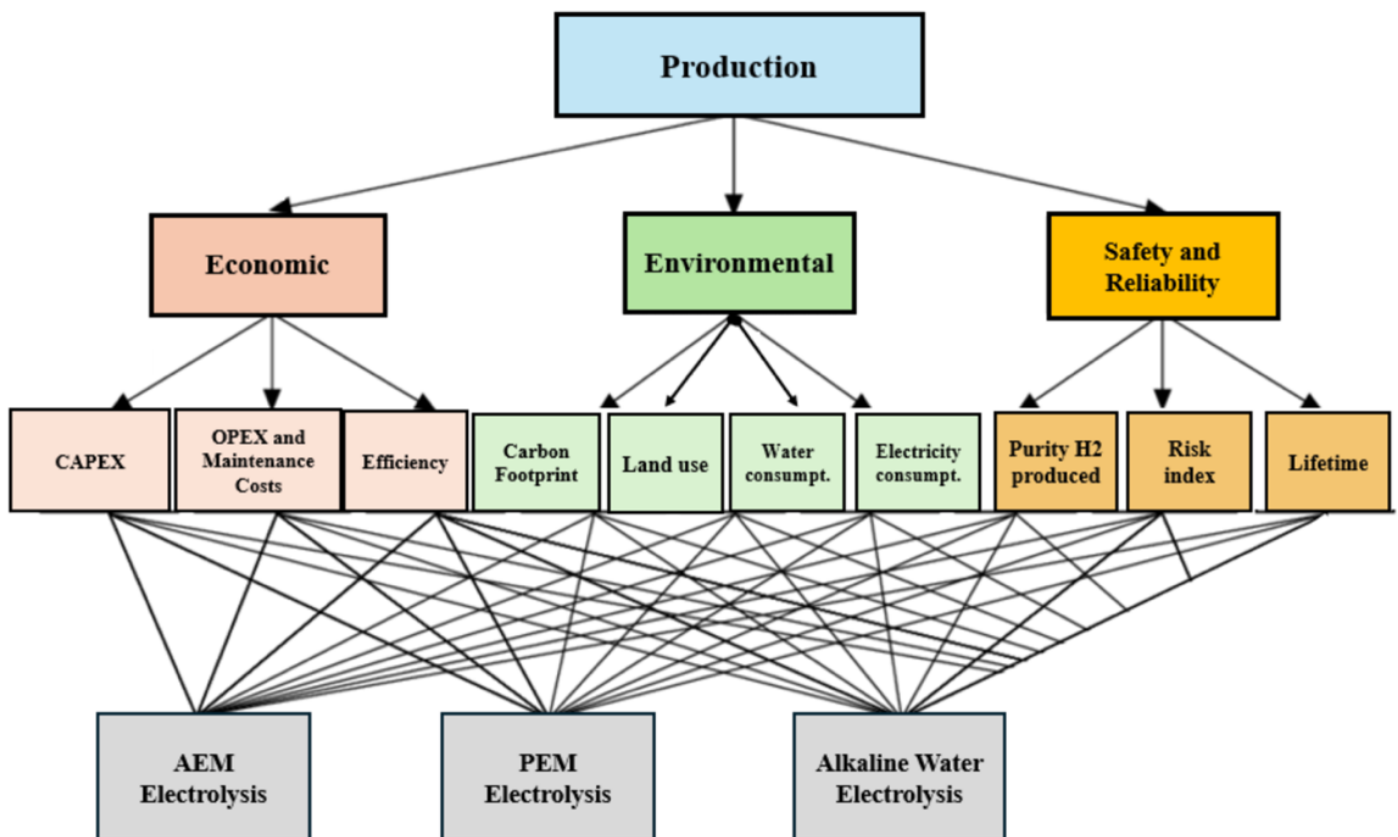 Production
Economic
Environmental
Safety and
Reliability
CAPEX
OPEX and
Maintenance
Costs
Efficiency
Carbon
Footprint
Land use
Water
consumpt.
Electricity
consumpt.
Purity H2
produced
Risk
index
Lifetime
AEM
Electrolysis
PEM
Electrolysis
Alkaline Water
Electrolysis